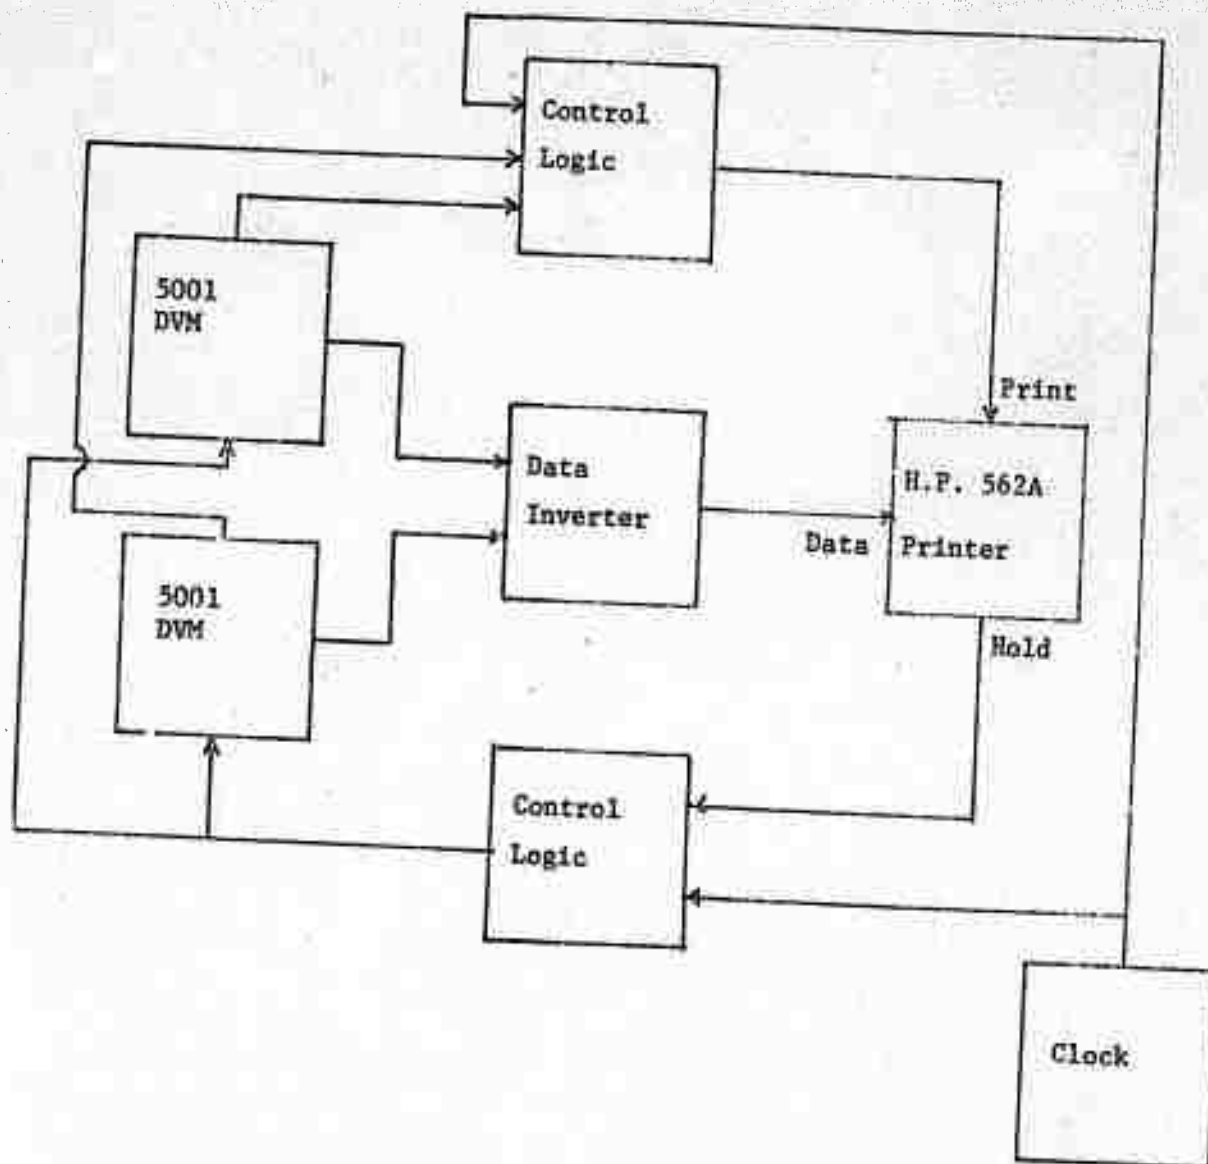 Control
Logic
5001
DVM
Print
Data
Inverter
H.P. 562A
Printer
Data
5001
DVM
Hold
Control
Logic
Clock